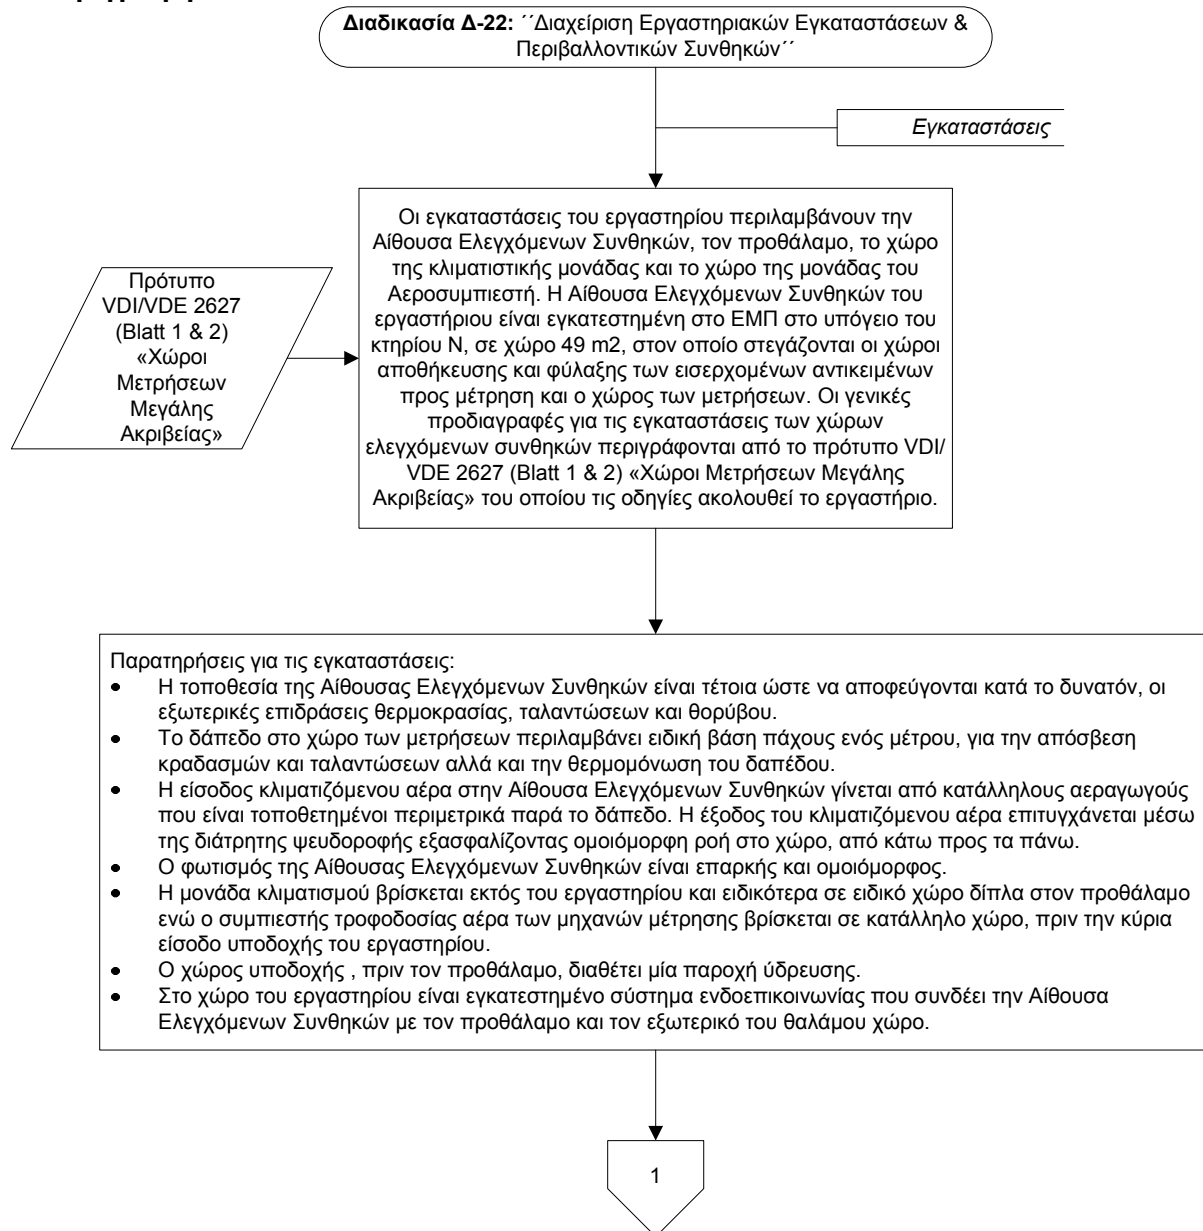 Διαδικασία Δ-22: ΄΄Διαχείριση Εργαστηριακών Εγκαταστάσεων &
Περιβαλλοντικών Συνθηκών΄΄
Εγκαταστάσεις
Πρότυπο
VDI/VDE 2627
(Blatt 1 & 2)
«Χώροι
Μετρήσεων
Μεγάλης
Ακριβείας»
Οι εγκαταστάσεις του εργαστηρίου περιλαμβάνουν την
Αίθουσα Ελεγχόμενων Συνθηκών, τον προθάλαμο, το χώρο
της κλιματιστικής μονάδας και το χώρο της μονάδας του
Αεροσυμπιεστή. Η Αίθουσα Ελεγχόμενων Συνθηκών του
εργαστήριου είναι εγκατεστημένη στο ΕΜΠ στο υπόγειο του
κτηρίου Ν, σε χώρο 49 m2, στον οποίο στεγάζονται οι χώροι
αποθήκευσης και φύλαξης των εισερχομένων αντικειμένων
προς μέτρηση και ο χώρος των μετρήσεων. Οι γενικές
προδιαγραφές για τις εγκαταστάσεις των χώρων
ελεγχόμενων συνθηκών περιγράφονται από το πρότυπο VDI/
VDE 2627 (Blatt 1 & 2) «Χώροι Μετρήσεων Μεγάλης
Ακριβείας» του οποίου τις οδηγίες ακολουθεί το εργαστήριο.
Παρατηρήσεις για τις εγκαταστάσεις:
• Η τοποθεσία της Αίθουσας Ελεγχόμενων Συνθηκών είναι τέτοια ώστε να αποφεύγονται κατά το δυνατόν, οι
εξωτερικές επιδράσεις θερμοκρασίας, ταλαντώσεων και θορύβου.
• Το δάπεδο στο χώρο των μετρήσεων περιλαμβάνει ειδική βάση πάχους ενός μέτρου, για την απόσβεση
κραδασμών και ταλαντώσεων αλλά και την θερμομόνωση του δαπέδου.
• Η είσοδος κλιματιζόμενου αέρα στην Αίθουσα Ελεγχόμενων Συνθηκών γίνεται από κατάλληλους αεραγωγούς
που είναι τοποθετημένοι περιμετρικά παρά το δάπεδο. Η έξοδος του κλιματιζόμενου αέρα επιτυγχάνεται μέσω
της διάτρητης ψευδοροφής εξασφαλίζοντας ομοιόμορφη ροή στο χώρο, από κάτω προς τα πάνω.
• Ο φωτισμός της Αίθουσας Ελεγχόμενων Συνθηκών είναι επαρκής και ομοιόμορφος.
• Η μονάδα κλιματισμού βρίσκεται εκτός του εργαστηρίου και ειδικότερα σε ειδικό χώρο δίπλα στον προθάλαμο
ενώ ο συμπιεστής τροφοδοσίας αέρα των μηχανών μέτρησης βρίσκεται σε κατάλληλο χώρο, πριν την κύρια
είσοδο υποδοχής του εργαστηρίου.
• Ο χώρος υποδοχής , πριν τον προθάλαμο, διαθέτει μία παροχή ύδρευσης.
• Στο χώρο του εργαστηρίου είναι εγκατεστημένο σύστημα ενδοεπικοινωνίας που συνδέει την Αίθουσα
Ελεγχόμενων Συνθηκών με τον προθάλαμο και τον εξωτερικό του θαλάμου χώρο.
1